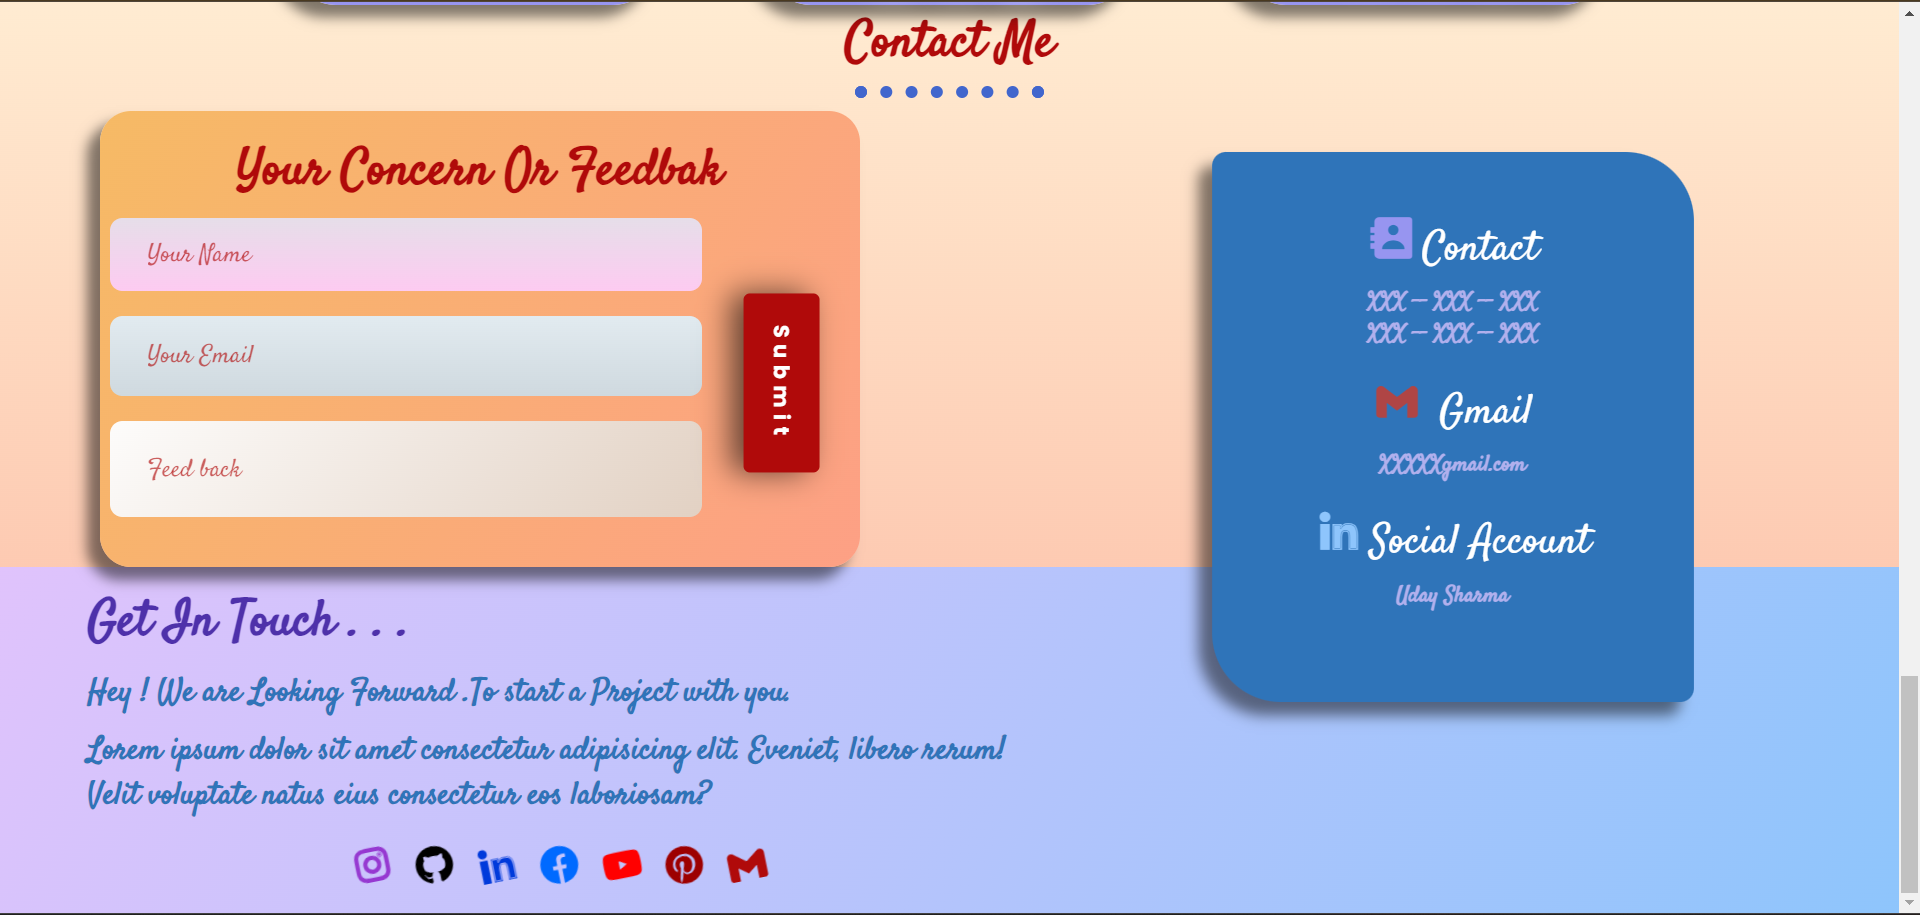 Contact Me
Your Concern Or Feedbak
Your Name
Your Email
Feed back
submit
Contact
XXX - XXX - XXX
XXX - XXX - XXX
Gmail
XXXXXgmail.com
in Social Account
Uday Sharma
Get In Touch . . .
Hey ! We are Looking Forward .To start a Project with you.
Lorem ipsum dolor sit amet consectetur adipisicing elit. Eveniet, libero rerum!
Velit voluptate natus eius consectetur eos laboriosam?
in